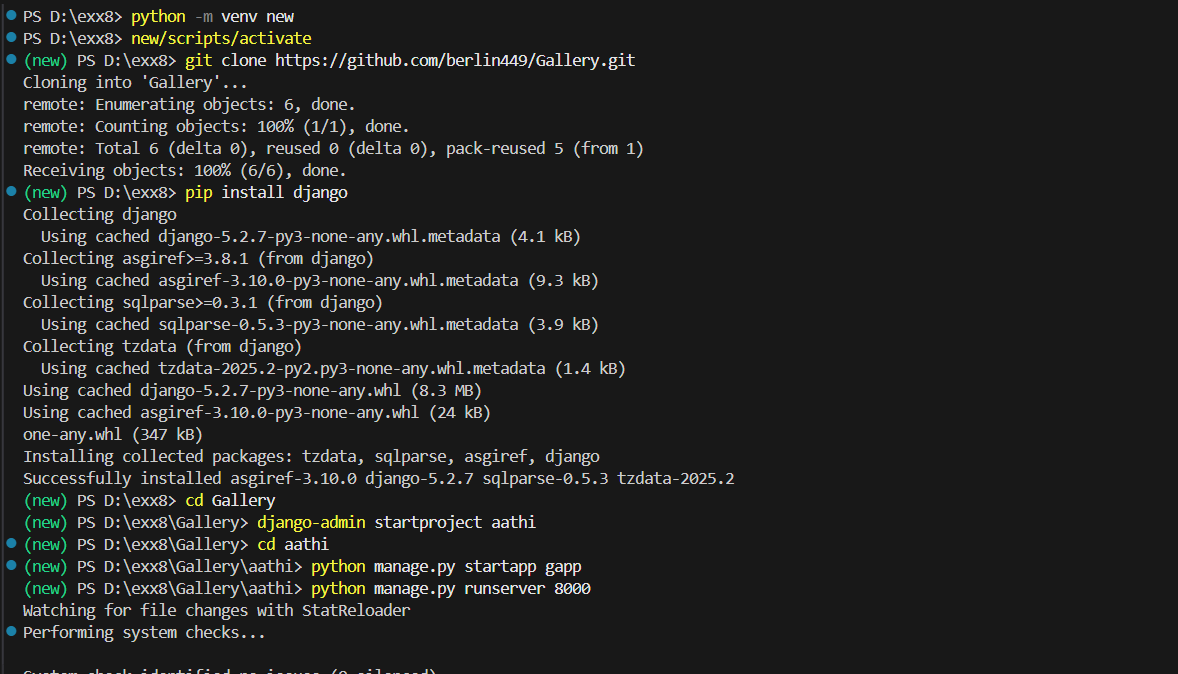 PS D:\exx8> python -m venv new
PS D:\exx8> new/scripts/activate
(new) PS D:\exx8> git clone https://github.com/berlin449/Gallery.git
Cloning into 'Gallery'...
remote: Enumerating objects: 6, done.
remote: Counting objects: 100% (1/1), done.
remote: Total 6 (delta 0), reused 0 (delta 0), pack-reused 5 (from 1)
Receiving objects: 100% (6/6), done.
(new) PS D:\exx8> pip install django
Collecting django
  Using cached django-5.2.7-py3-none-any.whl.metadata (4.1 kB)
Collecting asgiref>=3.8.1 (from django)
  Using cached asgiref-3.10.0-py3-none-any.whl.metadata (9.3 kB)
Collecting sqlparse>=0.3.1 (from django)
  Using cached sqlparse-0.5.3-py3-none-any.whl.metadata (3.9 kB)
Collecting tzdata (from django)
  Using cached tzdata-2025.2-py2.py3-none-any.whl.metadata (1.4 kB)
Using cached django-5.2.7-py3-none-any.whl (8.3 MB)
Using cached asgiref-3.10.0-py3-none-any.whl (24 kB)
one-any.whl (347 kB)
Installing collected packages: tzdata, sqlparse, asgiref, django
Successfully installed asgiref-3.10.0 django-5.2.7 sqlparse-0.5.3 tzdata-2025.2
(new) PS D:\exx8> cd Gallery
(new) PS D:\exx8\Gallery> django-admin startproject aathi
(new) PS D:\exx8\Gallery> cd aathi
(new) PS D:\exx8\Gallery\aathi> python manage.py startapp gapp
(new) PS D:\exx8\Gallery\aathi> python manage.py runserver 8000
Watching for file changes with StatReloader
Performing system checks...
System check identified no issues (0 silenced)